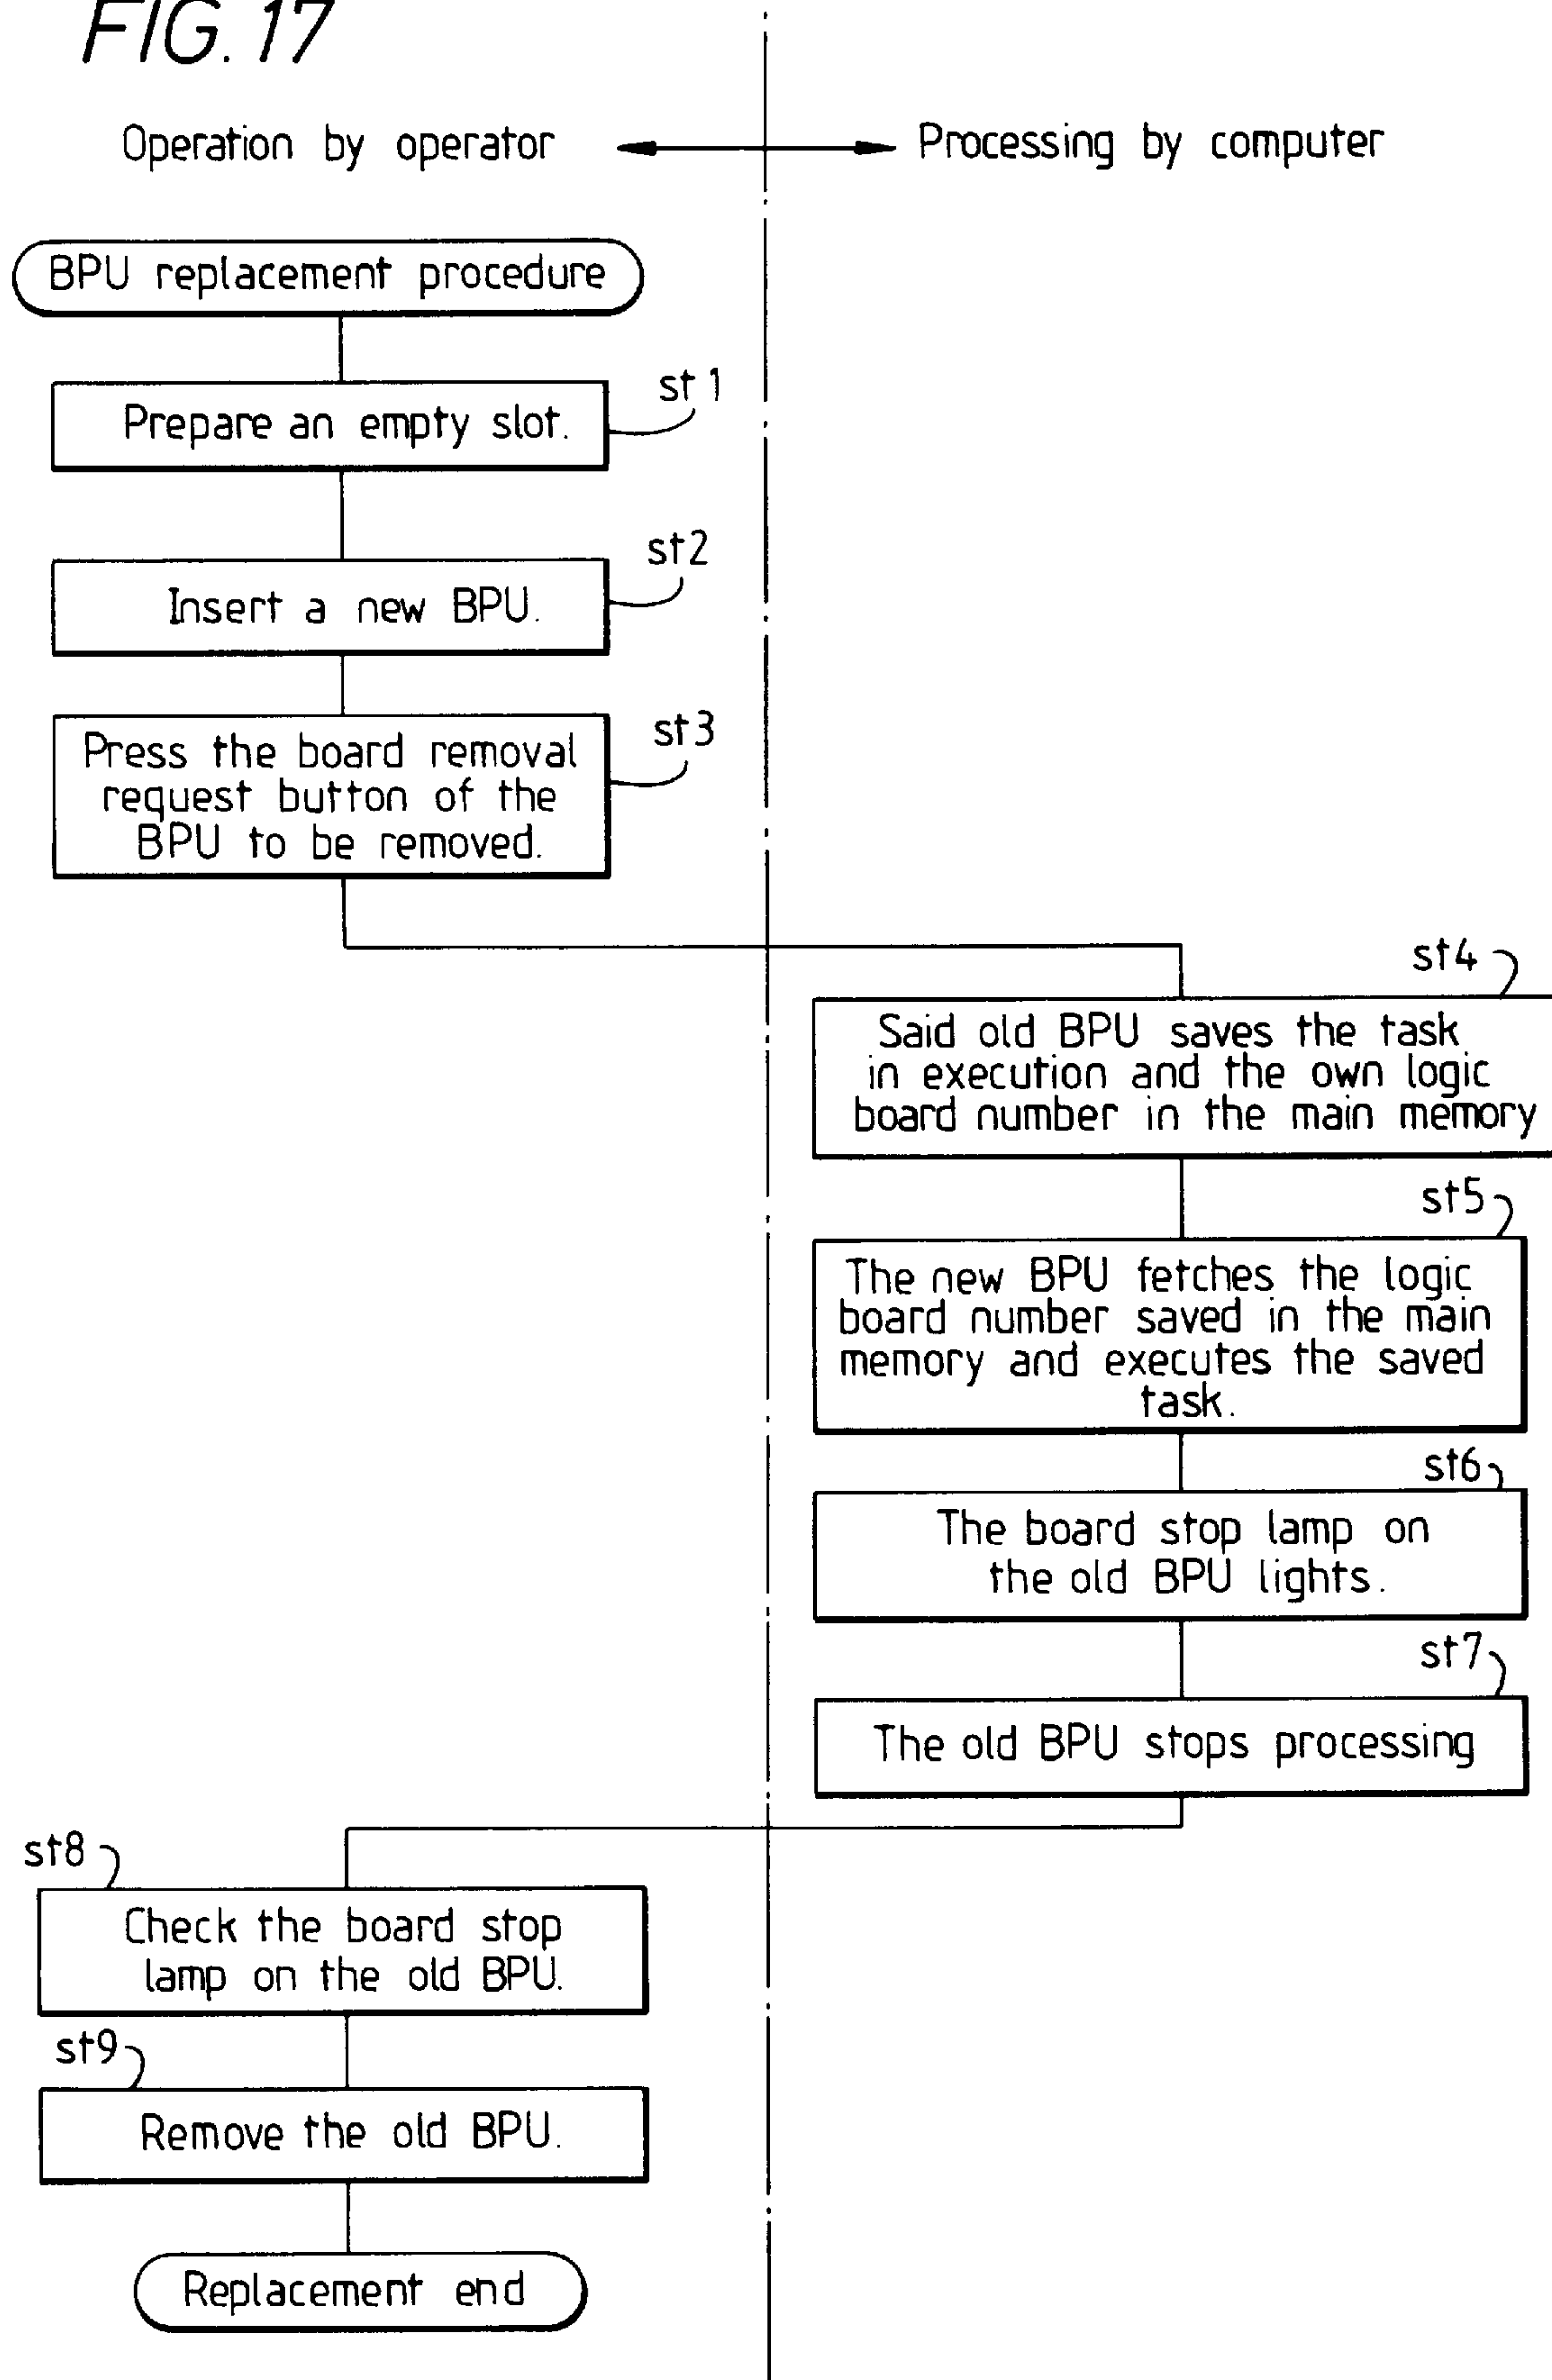 FIG. 17
Operation by operator
Processing by computer
BPU replacement procedure
st1
Prepare an empty slot.
st2
Insert a new BPU.
st3
Press the board removal
request button of the
BPU to be removed.
st4
Said old BPU saves the task
in execution and the own logic
board number in the main memory
st5
The new BPU fetches the logic
board number saved in the main
memory and executes the saved
task.
st6
The board stop lamp on
the old BPU lights.
st7
The old BPU stops processing
st8
Check the board stop
lamp on the old BPU.
st9
Remove the old BPU.
Replacement end